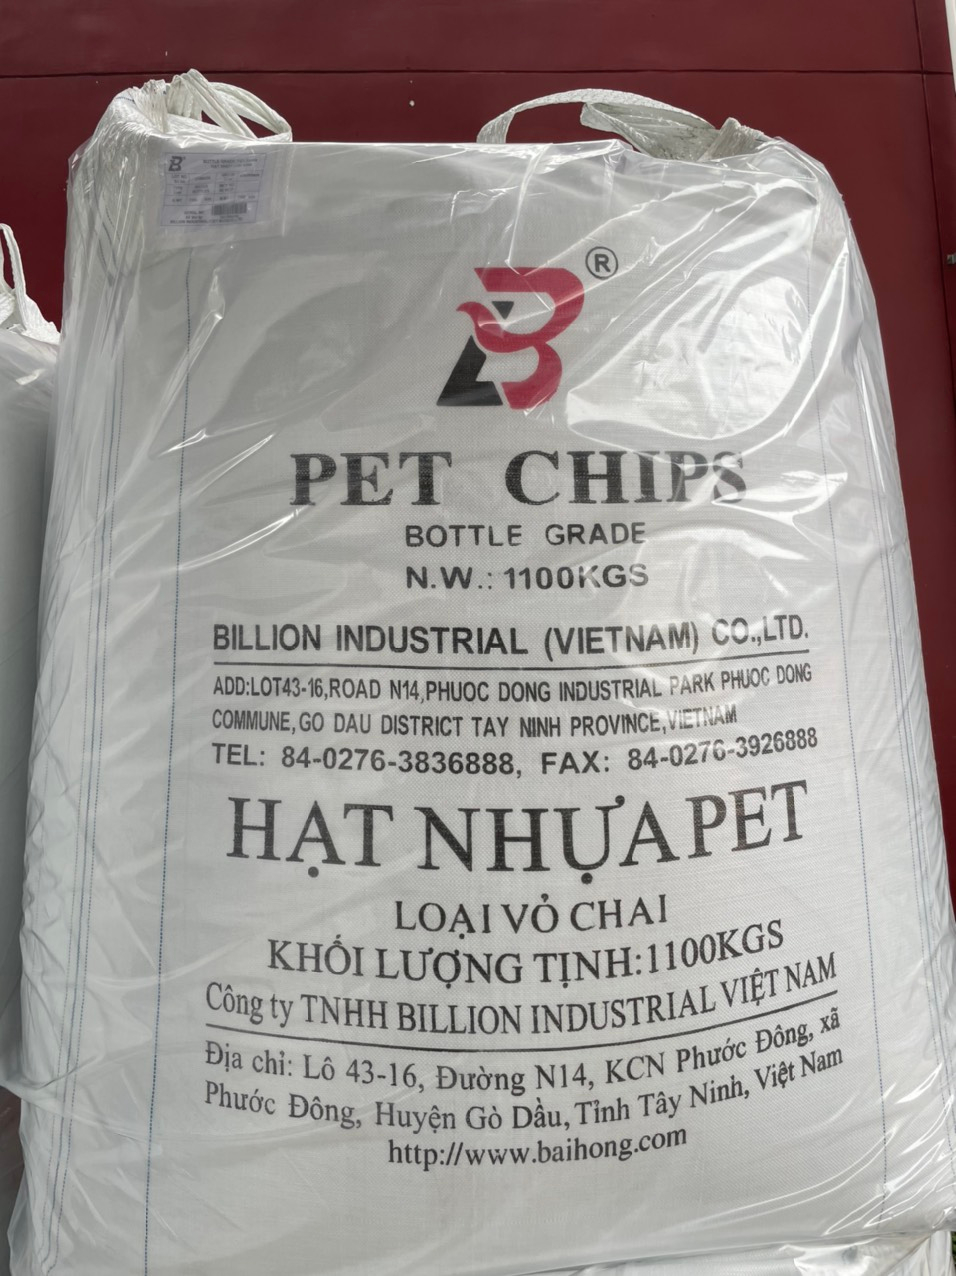 ®
PET CHIPS
BOTTLE GRADE
N.W.: 1100KGS
BILLION INDUSTRIAL (VIETNAM) CO.,LTD.
ADD:LOT43-16,ROAD N14,PHUOC DONG INDUSTRIAL PARK PHUOC DONG
COMMUNE,GO DAU DISTRICT TAY NINH PROVINCE,VIETNAM
TEL: 84-0276-3836888, FAX: 84-0276-3926888
HẠT NHỰA PET
LOẠI VỎ CHAI
KHỐI LƯỢNG TỊNH:1100KGS
Công ty TNHH BILLION INDUSTRIAL VIỆT NAM
Địa chỉ: Lô 43-16, Đường N14, KCN Phước Đông, xã
Phước Đông, Huyện Gò Dầu, Tỉnh Tây Ninh, Việt Nam
http://www.baihong.com